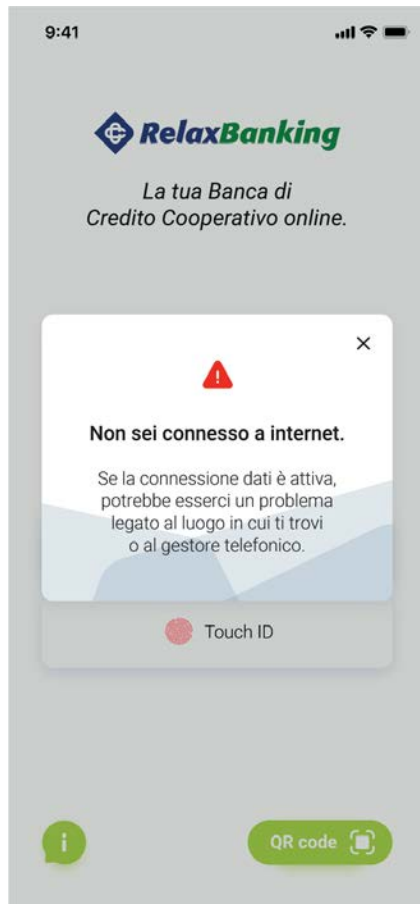 9:41
RelaxBanking
La tua Banca di
Credito Cooperativo online.
Non sei connesso a internet.
Se la connessione dati è attiva,
potrebbe esserci un problema
legato al luogo in cui ti trovi
o al gestore telefonico.
Touch ID
i
QR code